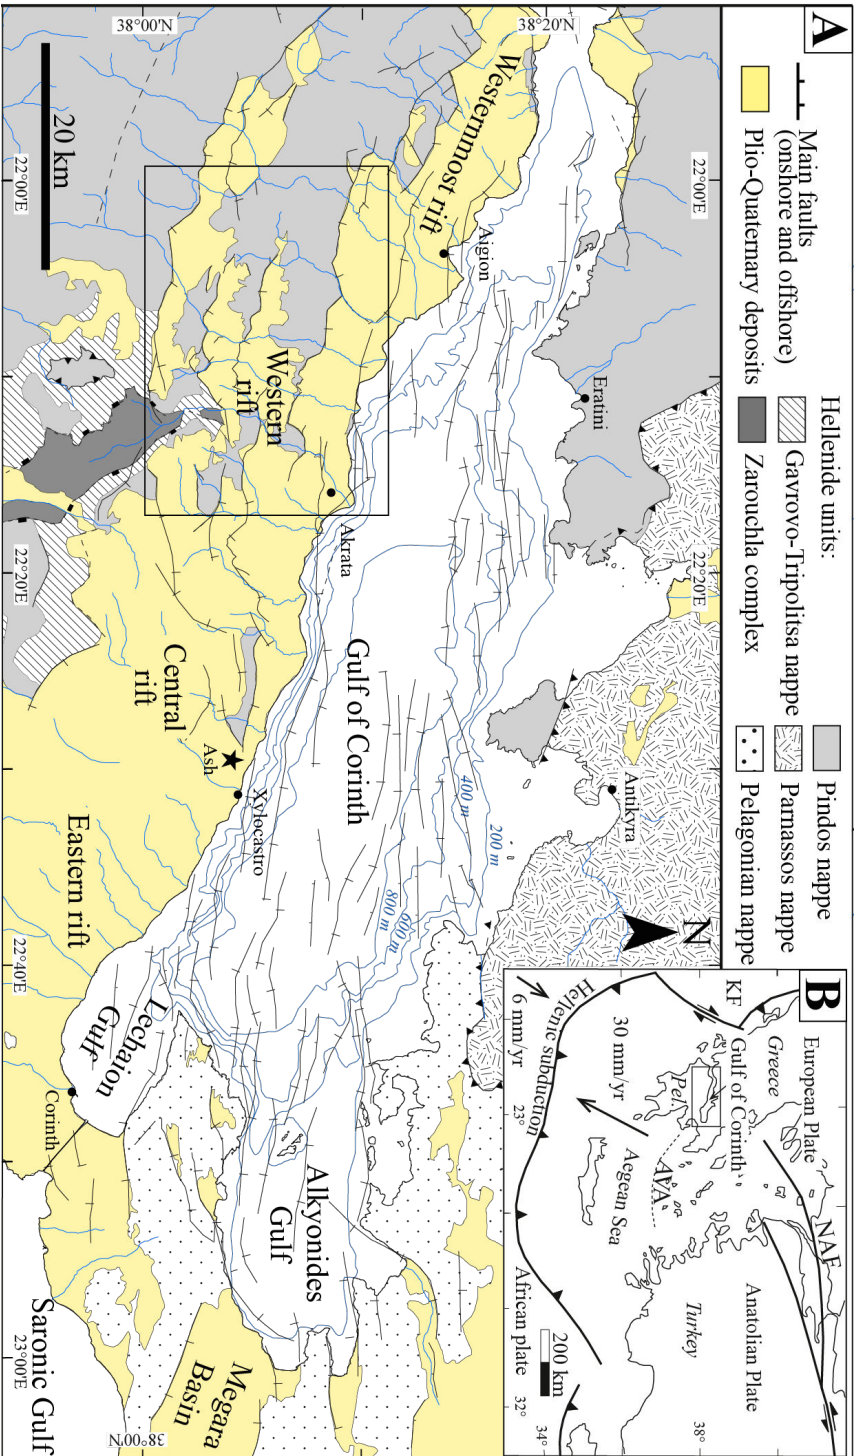 A
Main faults
(onshore and offshore)
Plio-Quaternary deposits
Hellenide units:
Gavrovo-Tripolitsa nappe
Zarouchla complex
Pindos nappe
Parnassos nappe
Pelagonian nappe
N
B
KF
European Plate
Greece
Gulf of Corinth
Pel.
NAF
Anatolian Plate
Turkey
AVA
Aegean Sea
30 mm/yr
Hellenic subduction
6 mm/yr
African plate
200 km
23°
32°
34°
38°
22°00'E
22°20'E
38°20'N
38°00'N
Westernmost rift
Aigion
Eratini
Western
rift
Akrata
Gulf of Corinth
Antikyra
200 m
400 m
600 m
800 m
Central
rift
Ash
Xylocastro
Eastern rift
Lechaion
Gulf
Corinth
Alkyonides
Gulf
Megara
Basin
Saronic Gulf
20 km
22°00'E
22°20'E
22°40'E
23°00'E
38°00'N